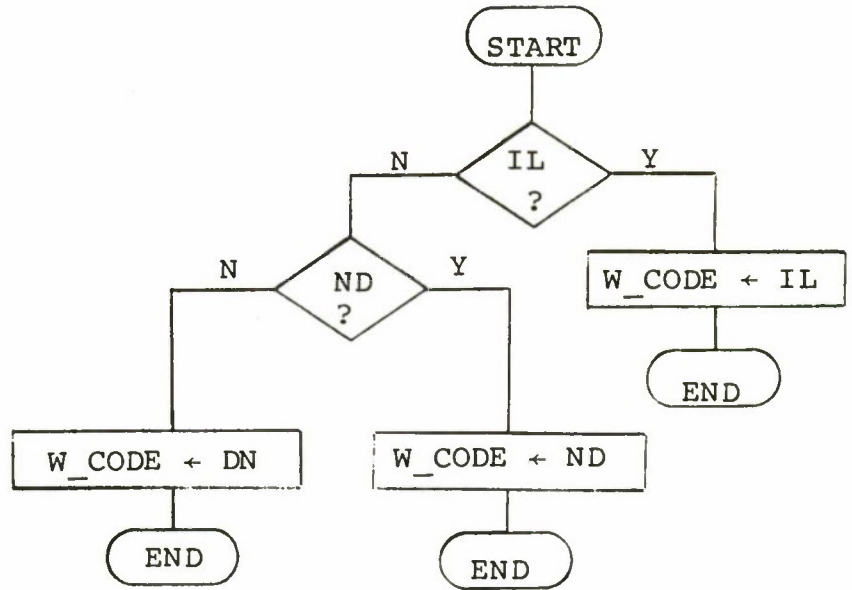 START
IL
?
N
Y
ND
?
N
Y
W_CODE ← IL
END
W_CODE ← DN
W_CODE ← ND
END
END